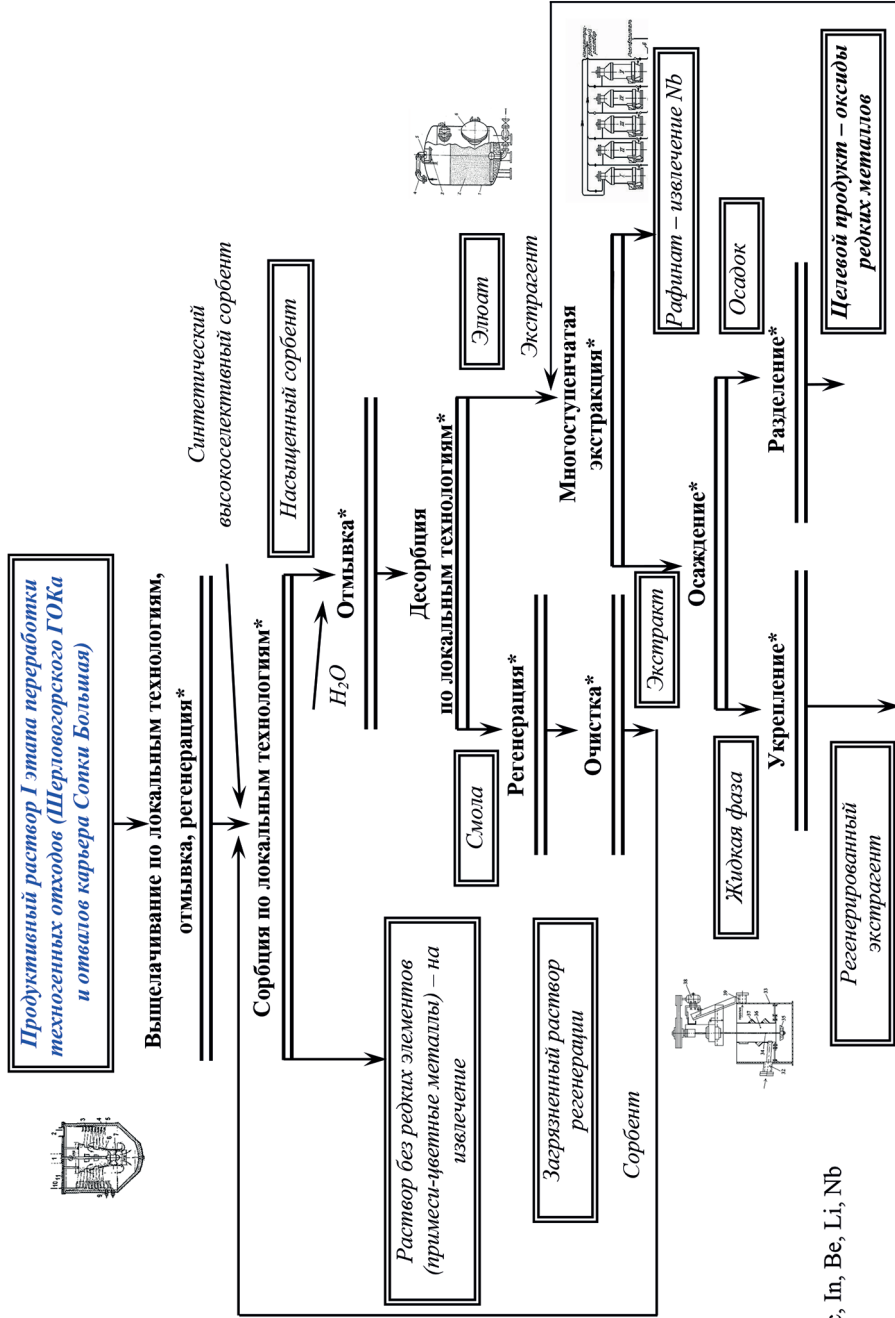 Продуктивный раствор I этапа переработки
техногенных отходов (Шерловогорского ГОКа
и отвалов карьера Сопки Большая)
Выщелачивание по локальным технологиям,
отмывка, регенерация*
Синтетический
высокоселективный сорбент
Сорбция по локальным технологиям*
Раствор без редких элементов
(примеси-цветные металлы) – на
извлечение
Насыщенный сорбент
H₂O
Отмывка*
Десорбция
по локальным технологиям*
Смола
Элюат
Регенерация*
Экстрагент
Загрязненный раствор
регенерации
Очистка*
Многоступенчатая
экстракция*
Сорбент
Экстракт
Рафинат – извлечение Nb
Осаждение*
Жидкая фаза
Осадок
Укрепление*
Разделение*
Регенерированный
экстрагент
Целевой продукт – оксиды
редких металлов
, In, Be, Li, Nb